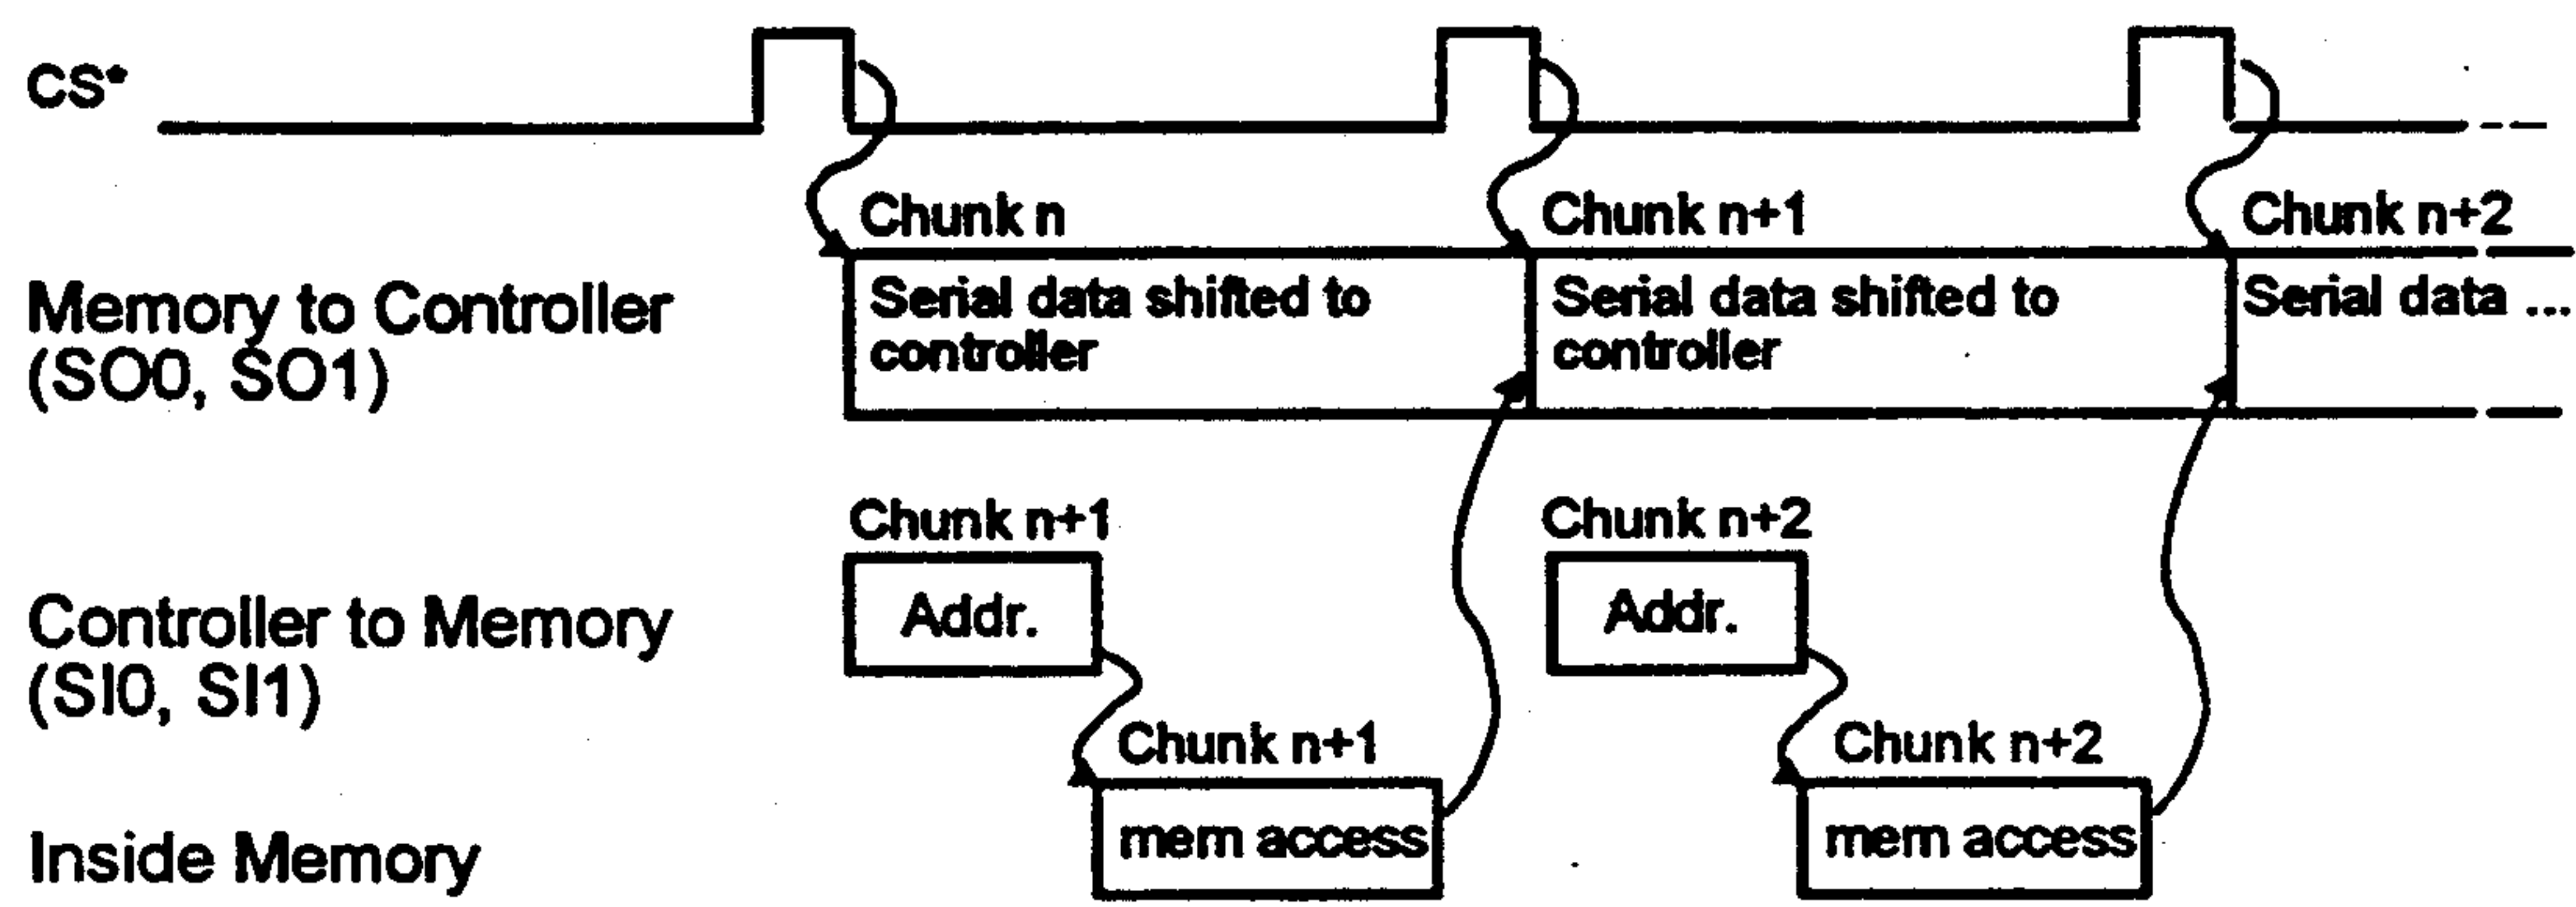 CS*
Chunk n
Chunk n+1
Chunk n+2
Memory to Controller
(SO0, SO1)
Serial data shifted to
controller
Serial data shifted to
controller
Serial data ...
Chunk n+1
Chunk n+2
Controller to Memory
(SI0, SI1)
Addr.
Addr.
Chunk n+1
Chunk n+2
Inside Memory
mem access
mem access